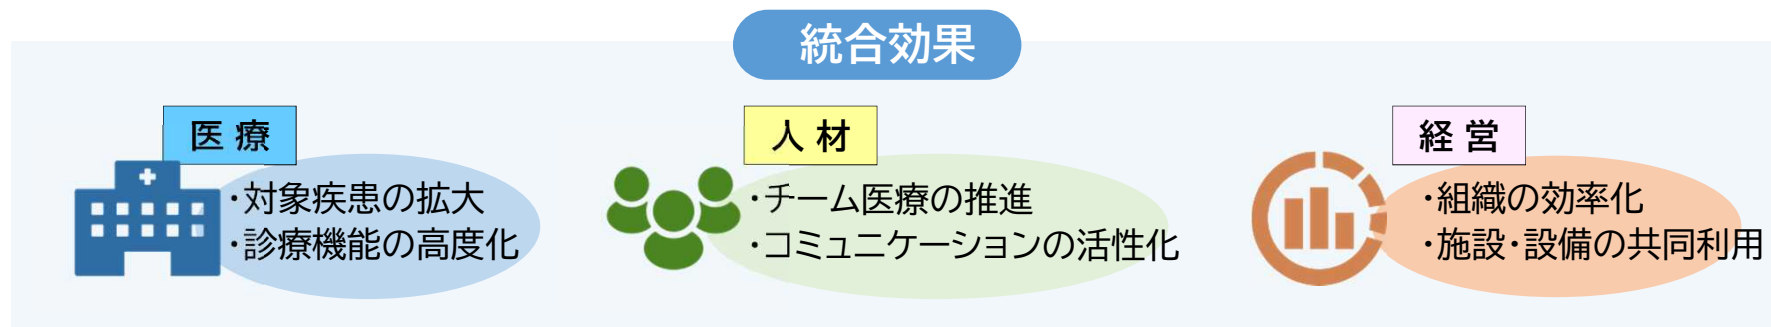 統合効果
医療
・対象疾患の拡大
・診療機能の高度化
人材
・チーム医療の推進
・コミュニケーションの活性化
経営
・組織の効率化
・施設・設備の共同利用